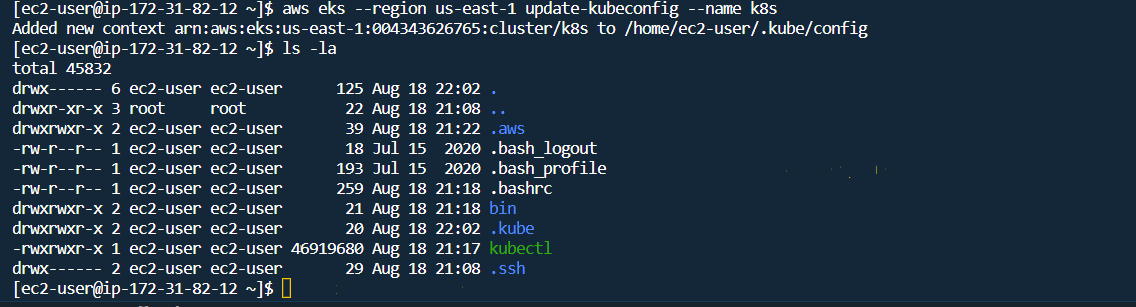 [ec2-user@ip-172-31-82-12 ~]$ aws eks --region us-east-1 update-kubeconfig --name k8s
Added new context arn:aws:eks:us-east-1:004343626765:cluster/k8s to /home/ec2-user/.kube/config
[ec2-user@ip-172-31-82-12 ~]$ ls -la
total 45832
drwx------ 6 ec2-user ec2-user      125 Aug 18 22:02 .
drwxr-xr-x 3 root     root           22 Aug 18 21:08 ..
drwxrwxr-x 2 ec2-user ec2-user       39 Aug 18 21:22 .aws
-rw-r--r-- 1 ec2-user ec2-user       18 Jul 15  2020 .bash_logout
-rw-r--r-- 1 ec2-user ec2-user      193 Jul 15  2020 .bash_profile
-rw-r--r-- 1 ec2-user ec2-user      259 Aug 18 21:18 .bashrc
drwxrwxr-x 2 ec2-user ec2-user       21 Aug 18 21:18 bin
drwxrwxr-x 2 ec2-user ec2-user       20 Aug 18 22:02 .kube
-rwxrwxr-x 1 ec2-user ec2-user 46919680 Aug 18 21:17 kubectl
drwx------ 2 ec2-user ec2-user       29 Aug 18 21:08 .ssh
[ec2-user@ip-172-31-82-12 ~]$